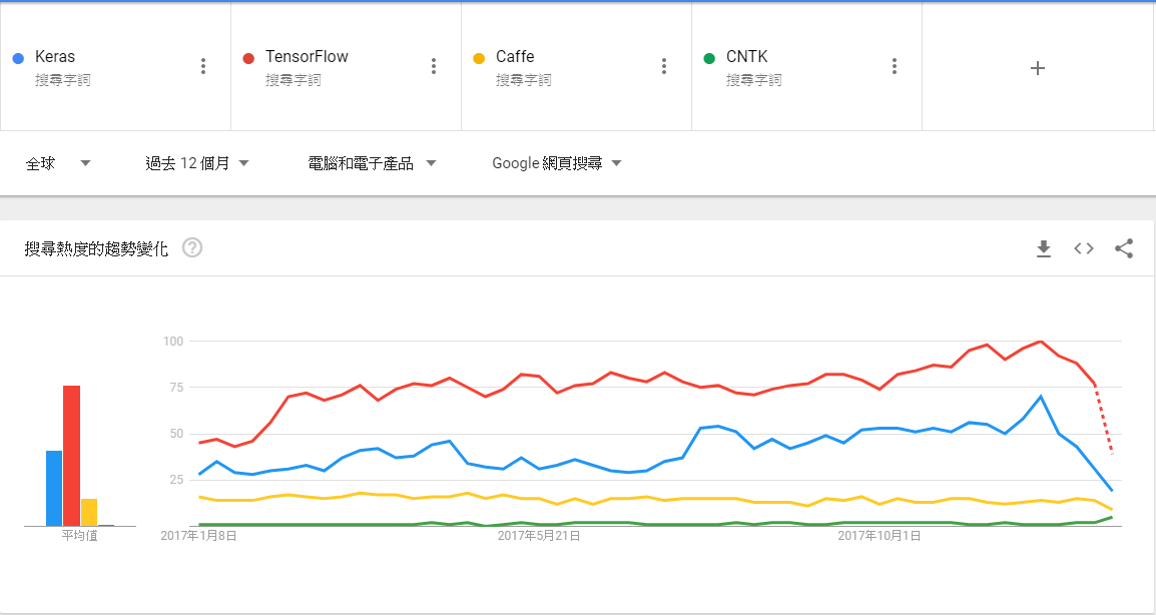 Keras
搜尋字詞
TensorFlow
搜尋字詞
Caffe
搜尋字詞
CNTK
搜尋字詞
+
全球
過去 12 個月
電腦和電子產品
Google 網頁搜尋
搜尋熱度的趨勢變化
?
100
75
50
25
平均值
2017年1月8日
2017年5月21日
2017年10月1日